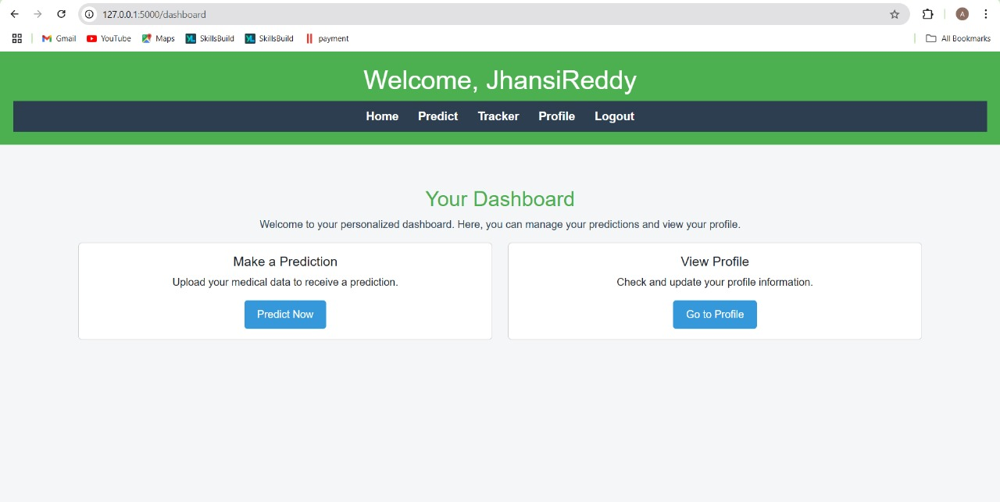 127.0.0.1:5000/dashboard
A
Gmail YouTube Maps SkillsBuild SkillsBuild payment All Bookmarks
Welcome, JhansiReddy
Home Predict Tracker Profile Logout
Your Dashboard
Welcome to your personalized dashboard. Here, you can manage your predictions and view your profile.
Make a Prediction
Upload your medical data to receive a prediction.
Predict Now
View Profile
Check and update your profile information.
Go to Profile